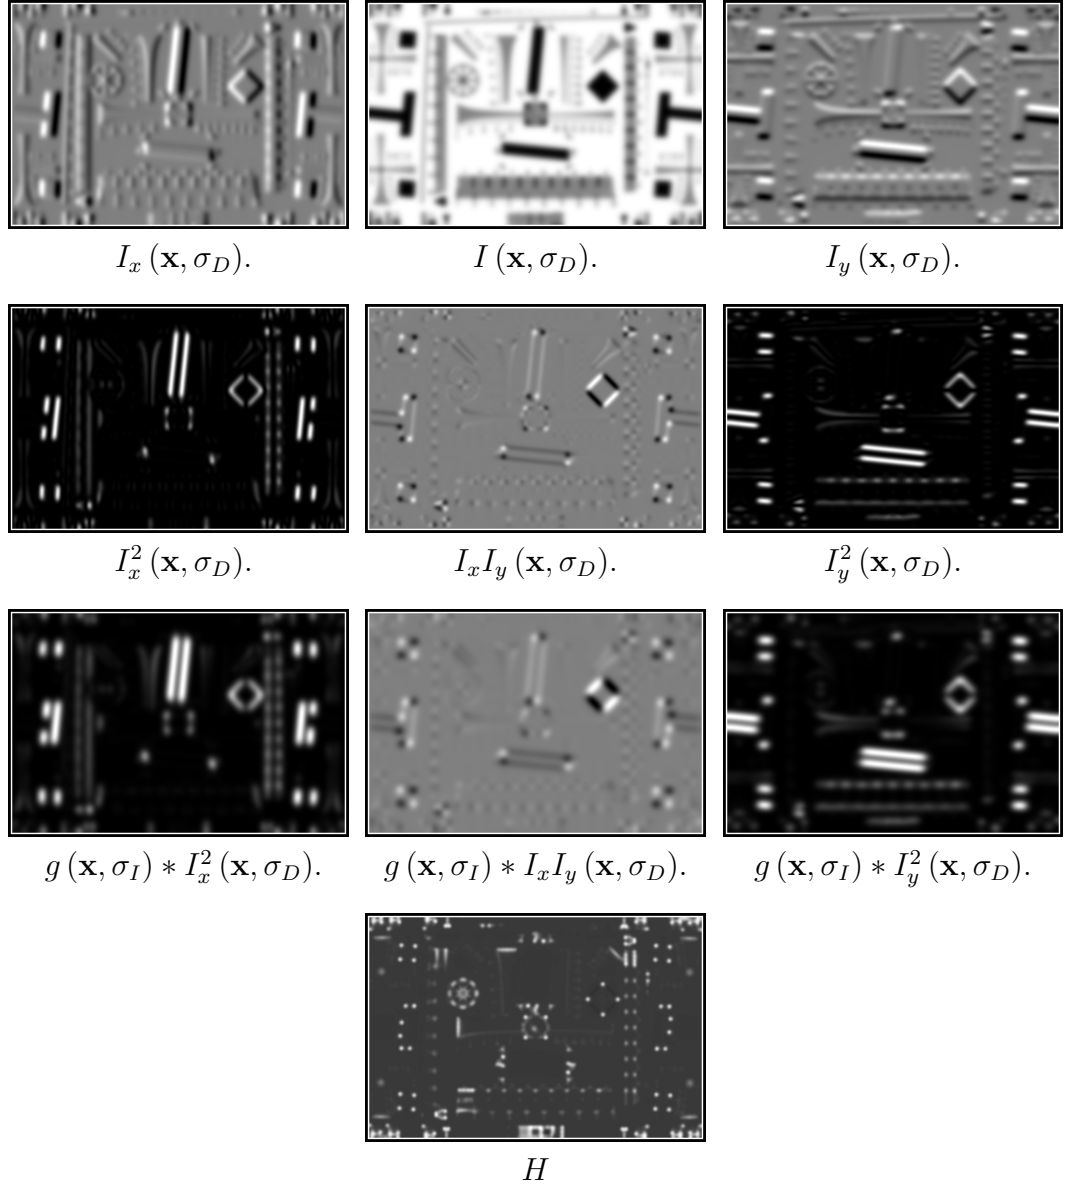 I_x (x, σ_D).
I (x, σ_D).
I_y (x, σ_D).
I_x^2 (x, σ_D).
I_x I_y (x, σ_D).
I_y^2 (x, σ_D).
g (x, σ_I) ∗ I_x^2 (x, σ_D).
g (x, σ_I) ∗ I_x I_y (x, σ_D).
g (x, σ_I) ∗ I_y^2 (x, σ_D).
H